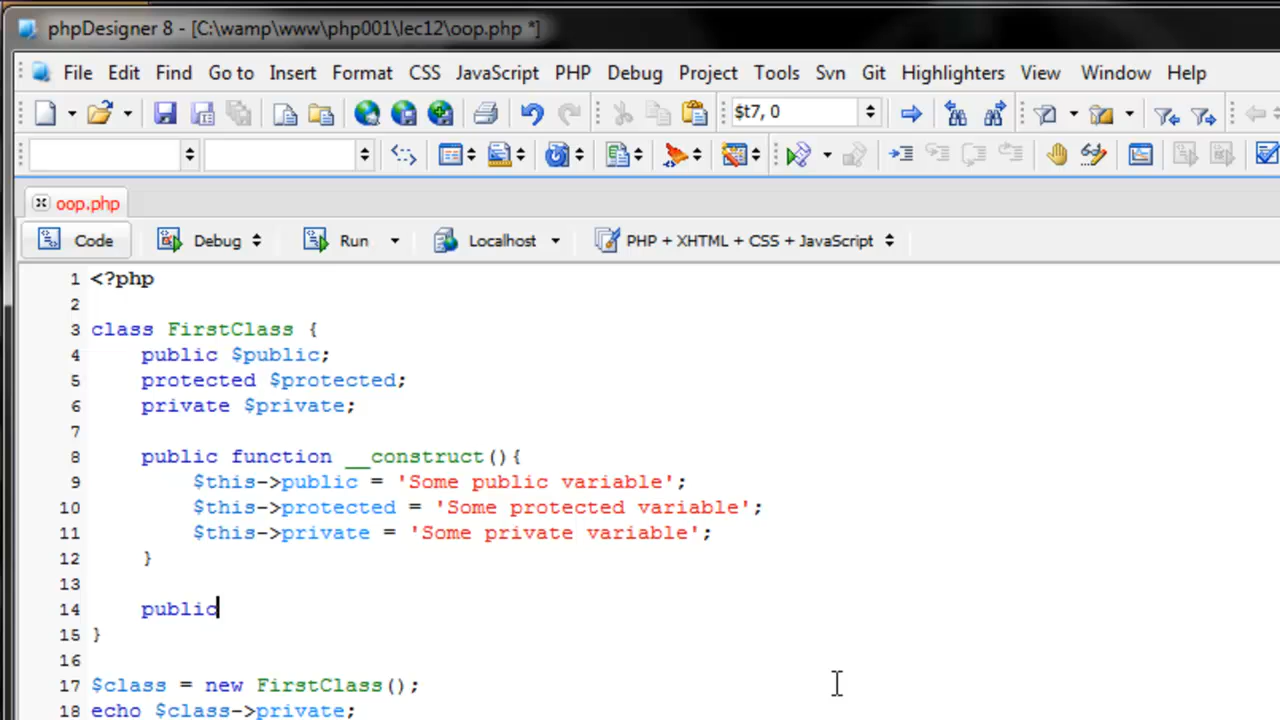 phpDesigner 8 - [C:\wamp\www\php001\lec12\oop.php *]
File Edit Find Go to Insert Format CSS JavaScript PHP Debug Project Tools Svn Git Highlighters View Window Help
$t7, 0
oop.php
Code Debug Run Localhost PHP + XHTML + CSS + JavaScript
1 <?php
2
3 class FirstClass {
4 public $public;
5 protected $protected;
6 private $private;
7
8 public function __construct(){
9 $this->public = 'Some public variable';
10 $this->protected = 'Some protected variable';
11 $this->private = 'Some private variable';
12 }
13
14 public
15 }
16
17 $class = new FirstClass();
18 echo $class->private;